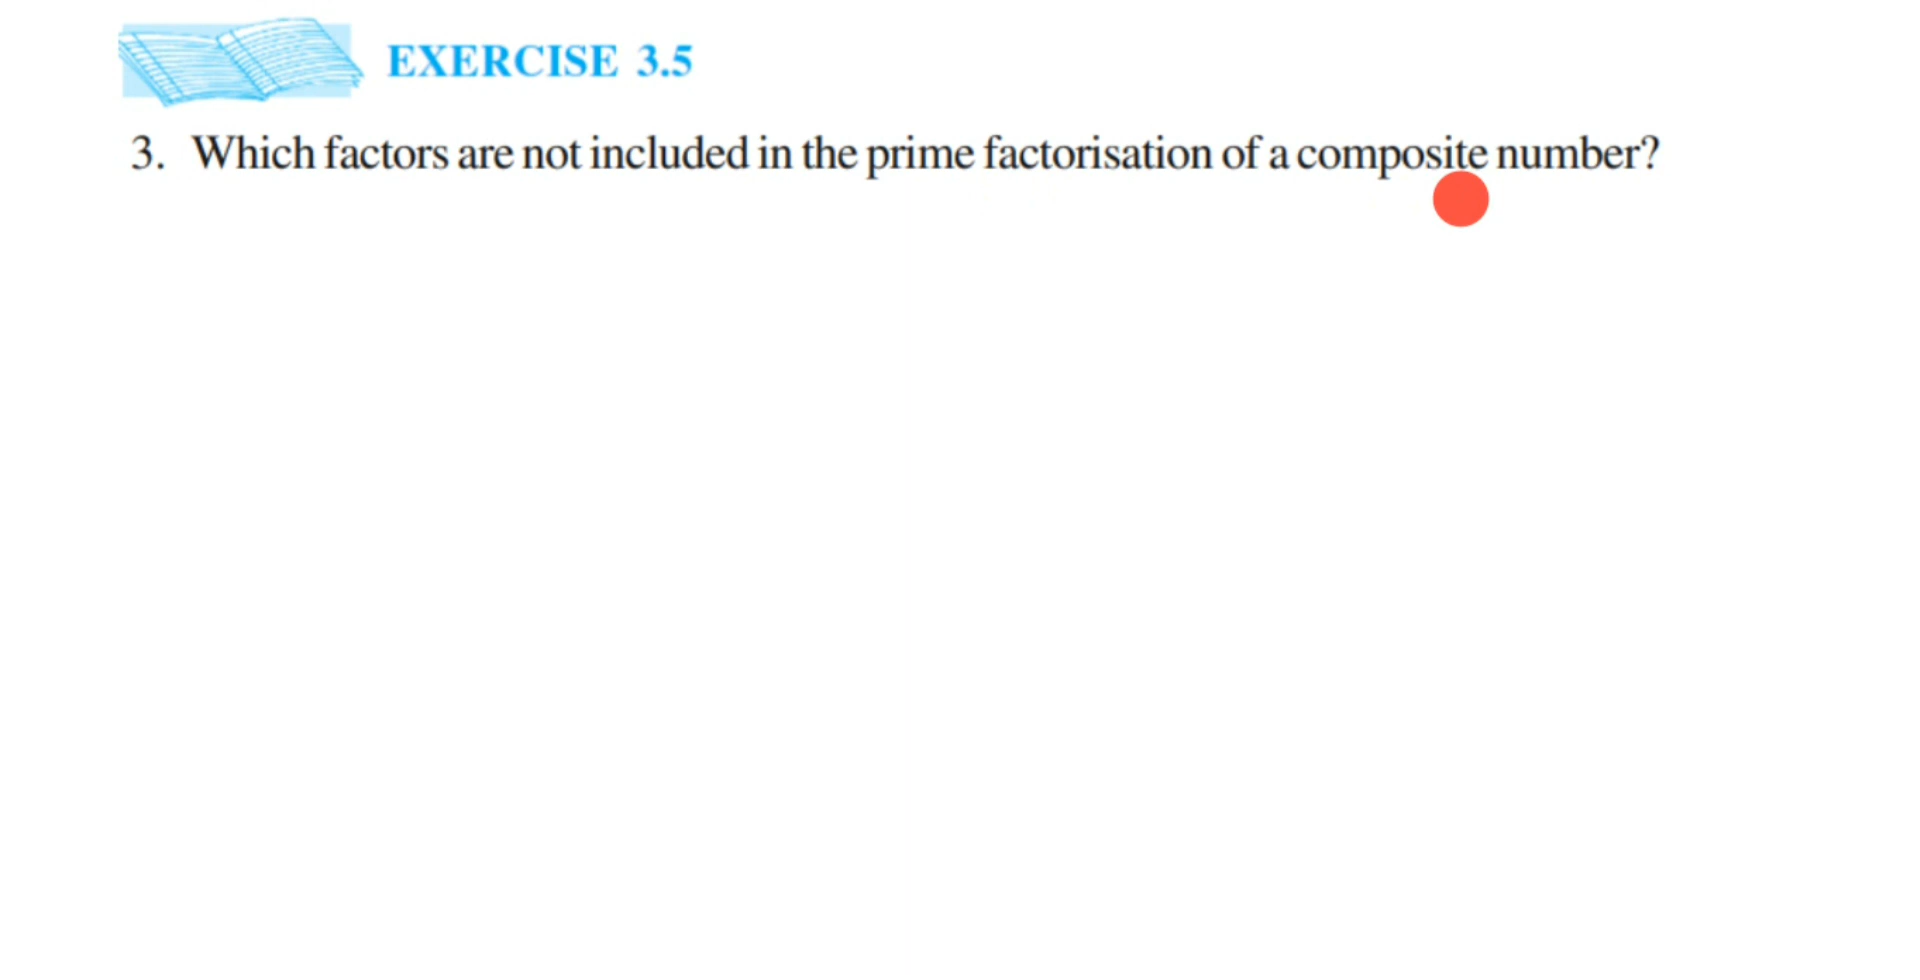 EXERCISE 3.5
3. Which factors are not included in the prime factorisation of a composite number?